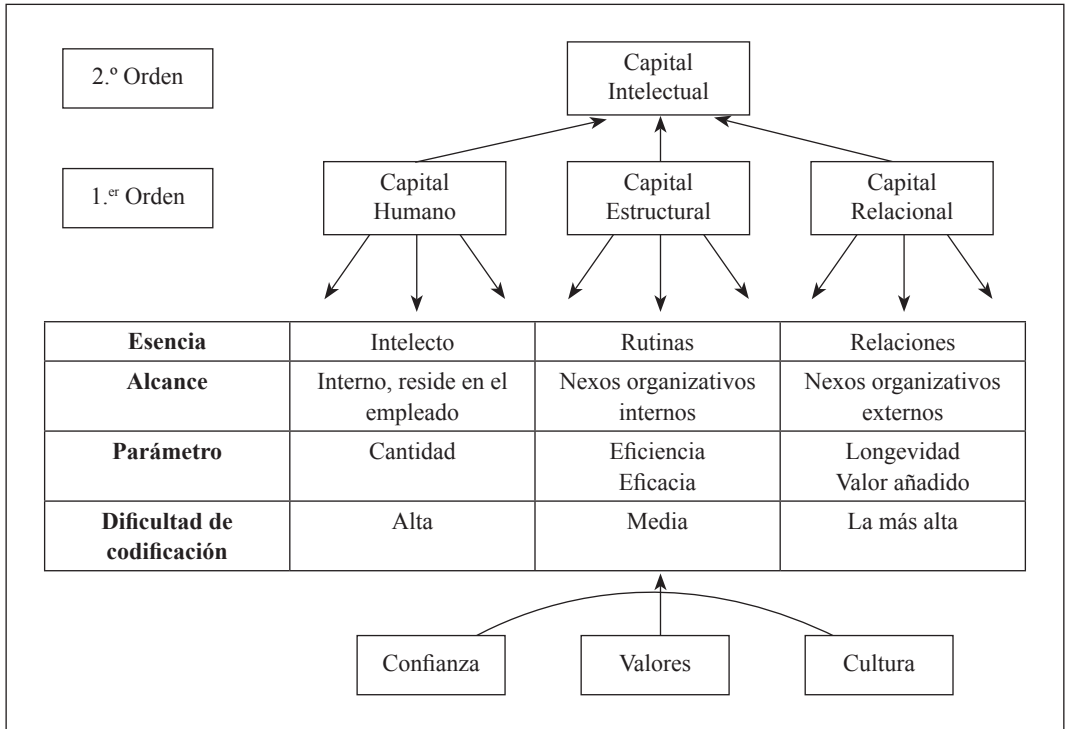 2.º Orden
Capital
Intelectual
1.er Orden
Capital
Humano
Capital
Estructural
Capital
Relacional
Esencia
Intelecto
Rutinas
Relaciones
Alcance
Interno, reside en el
empleado
Nexos organizativos
internos
Nexos organizativos
externos
Parámetro
Cantidad
Eficiencia
Eficacia
Longevidad
Valor añadido
Dificultad de
codificación
Alta
Media
La más alta
Confianza
Valores
Cultura